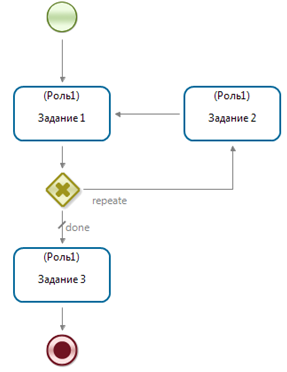 (Роль1)
Задание 1
(Роль1)
Задание 2
repeate
done
(Роль1)
Задание 3